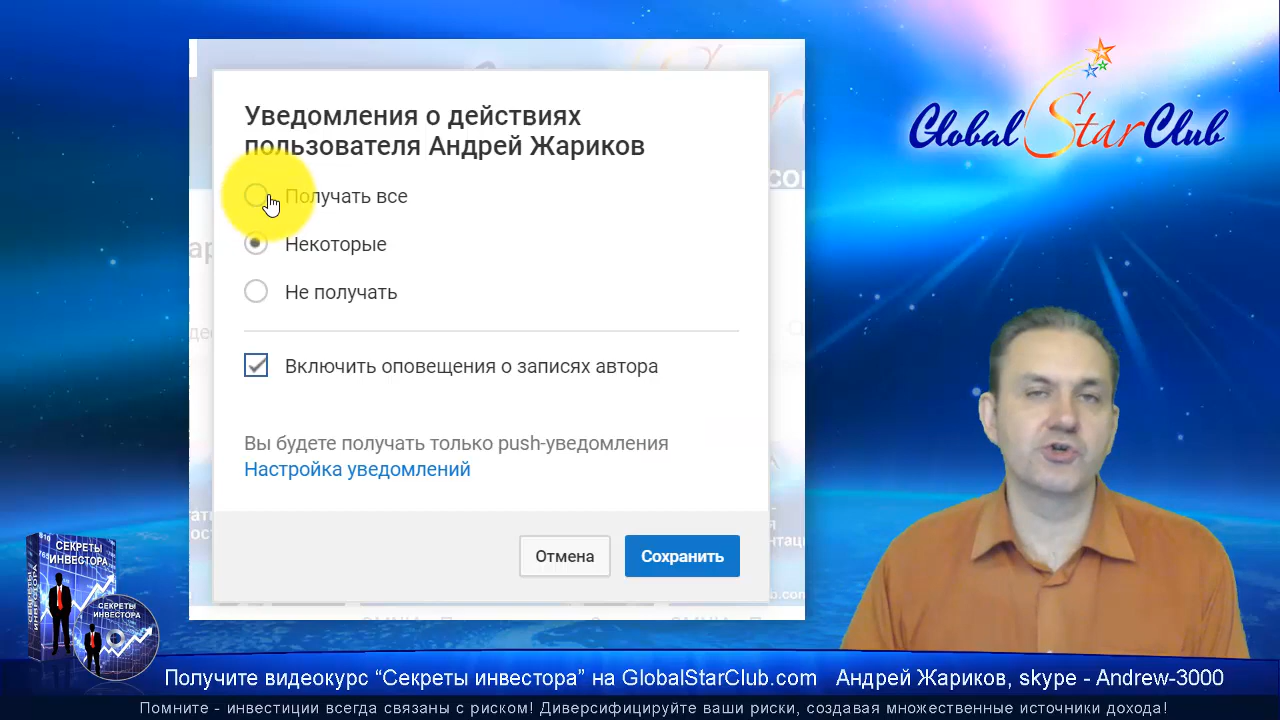 Global Star Club
Уведомления о действиях
пользователя Андрей Жариков
Получать все
Некоторые
Не получать
Включить оповещения о записях автора
Вы будете получать только push-уведомления
Настройка уведомлений
Отмена
Сохранить
СЕКРЕТЫ
ИНВЕСТОРА
СЕКРЕТЫ
ИНВЕСТОРА
СЕКРЕТЫ
ИНВЕСТОРА
Получите видеокурс “Секреты инвестора” на GlobalStarClub.com Андрей Жариков, skype - Andrew-3000
Помните - инвестиции всегда связаны с риском! Диверсифицируйте ваши риски, создавая множественные источники дохода!